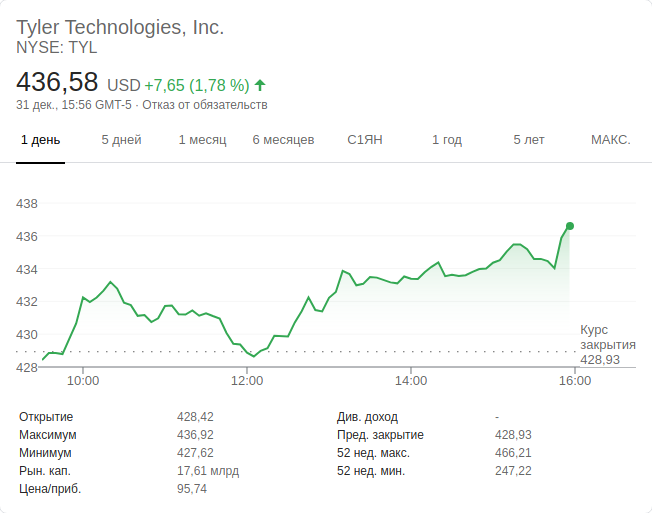 Tyler Technologies, Inc.
NYSE: TYL
436,58 USD +7,65 (1,78 %)
31 дек., 15:56 GMT-5 · Отказ от обязательств
1 день 5 дней 1 месяц 6 месяцев С1ЯН 1 год 5 лет МАКС.
438
436
434
432
430
428
Курс
закрытия
428,93
10:00 12:00 14:00 16:00
Открытие 428,42 Див. доход -
Максимум 436,92 Пред. закрытие 428,93
Минимум 427,62 52 нед. макс. 466,21
Рын. кап. 17,61 млрд 52 нед. мин. 247,22
Цена/приб. 95,74